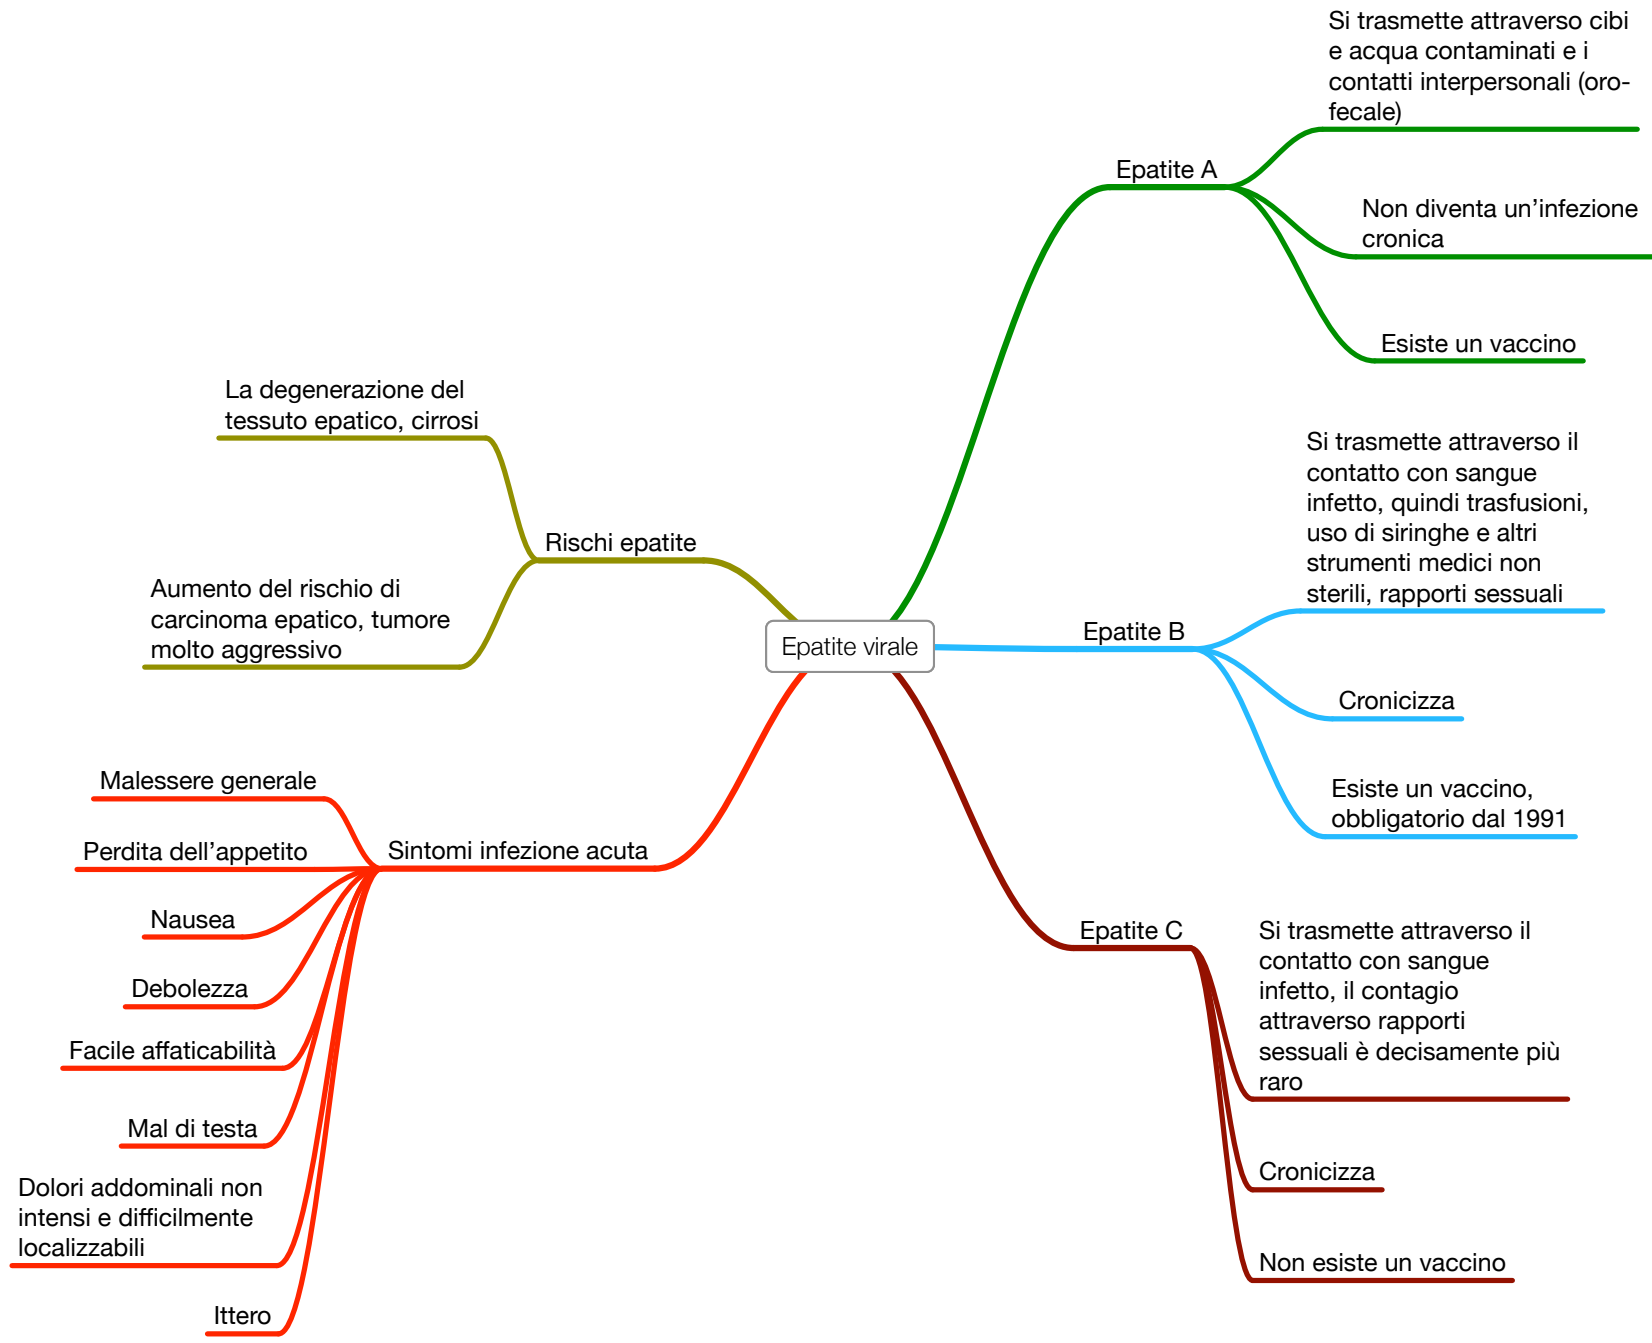 Epatite virale
Epatite A
Si trasmette attraverso cibi
e acqua contaminati e i
contatti interpersonali (oro-
fecale)
Non diventa un’infezione
cronica
Esiste un vaccino
Epatite B
Si trasmette attraverso il
contatto con sangue
infetto, quindi trasfusioni,
uso di siringhe e altri
strumenti medici non
sterili, rapporti sessuali
Cronicizza
Esiste un vaccino,
obbligatorio dal 1991
Epatite C
Si trasmette attraverso il
contatto con sangue
infetto, il contagio
attraverso rapporti
sessuali è decisamente più
raro
Cronicizza
Non esiste un vaccino
Sintomi infezione acuta
Malessere generale
Perdita dell’appetito
Nausea
Debolezza
Facile affaticabilità
Mal di testa
Dolori addominali non
intensi e difficilmente
localizzabili
Ittero
Rischi epatite
La degenerazione del
tessuto epatico, cirrosi
Aumento del rischio di
carcinoma epatico, tumore
molto aggressivo